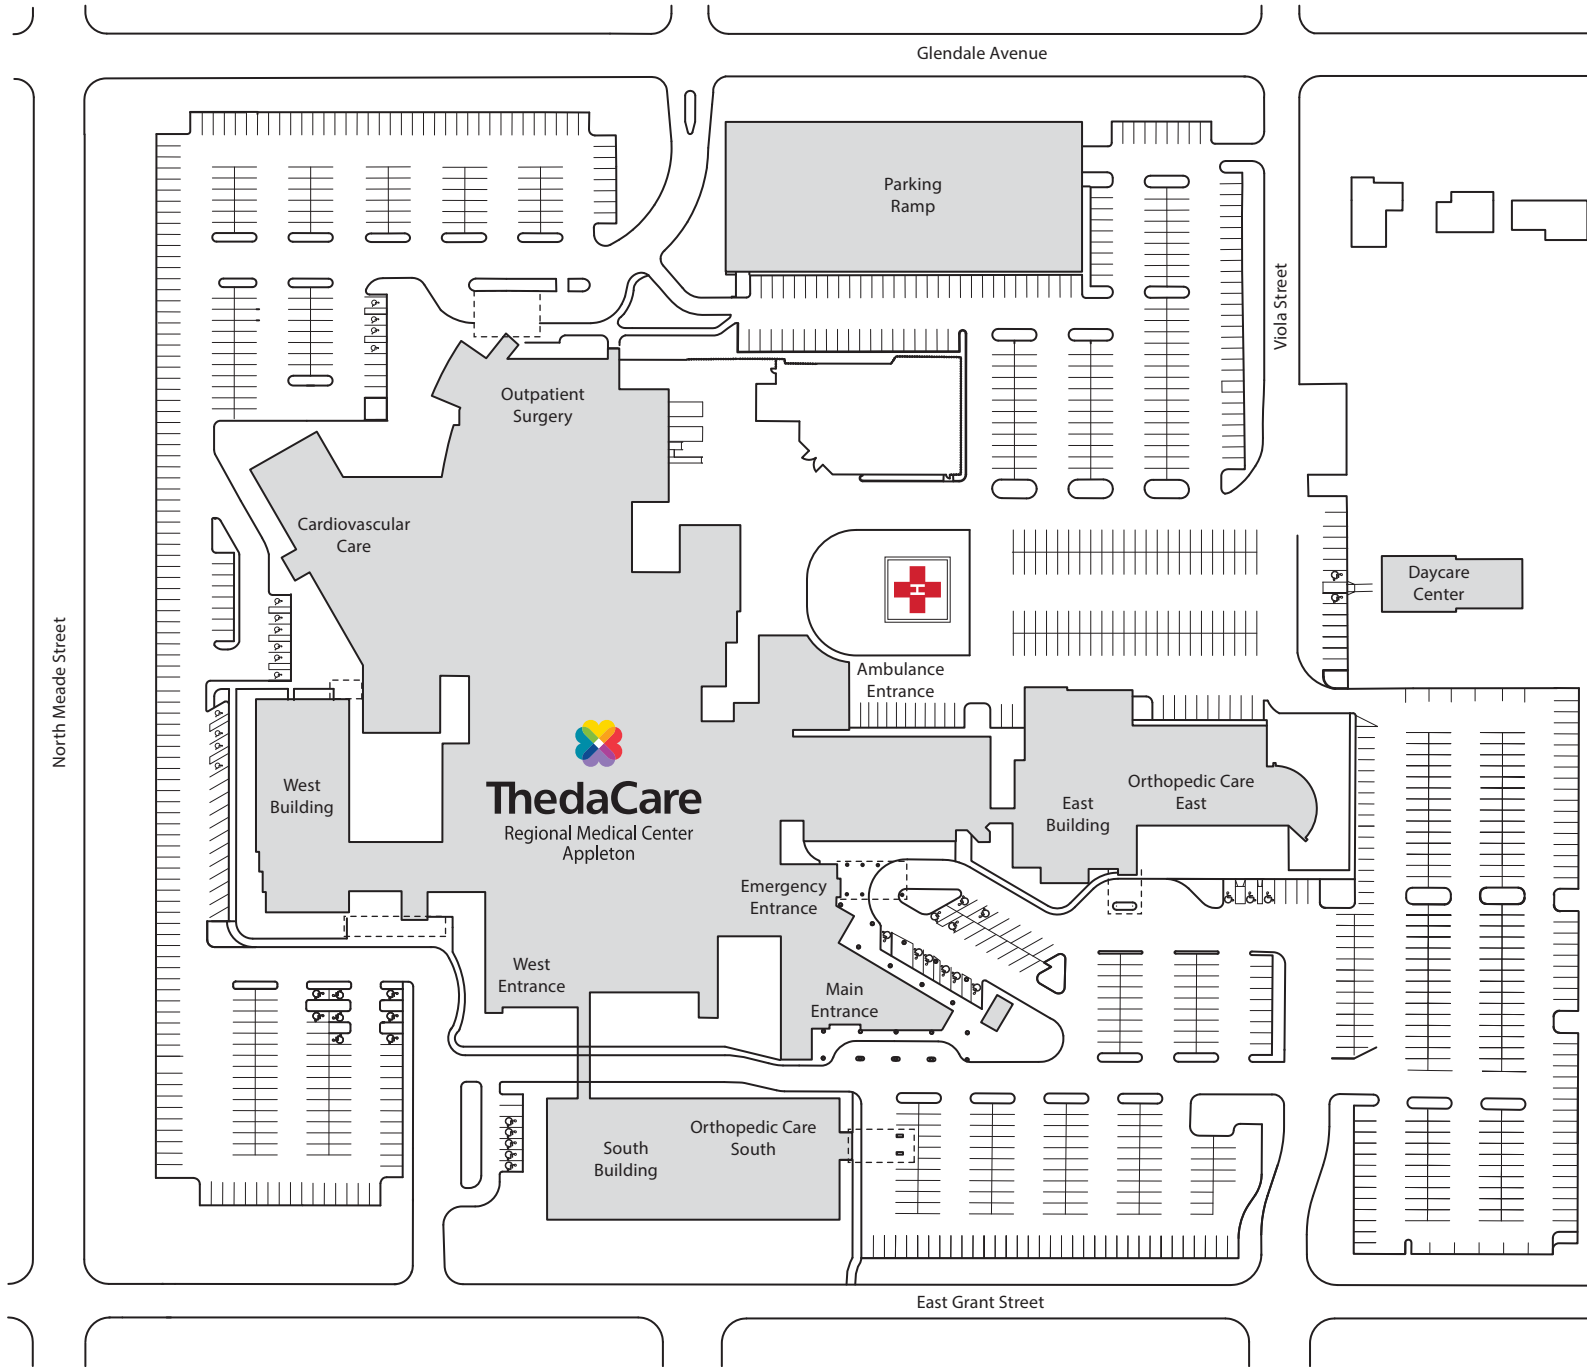 Glendale Avenue
Parking
Ramp
Viola Street
Outpatient
Surgery
Cardiovascular
Care
H
Daycare
Center
North Meade Street
Ambulance
Entrance
West
Building
ThedaCare
Regional Medical Center
Appleton
Orthopedic Care
East
East
Building
Emergency
Entrance
West
Entrance
Main
Entrance
South
Building
Orthopedic Care
South
East Grant Street